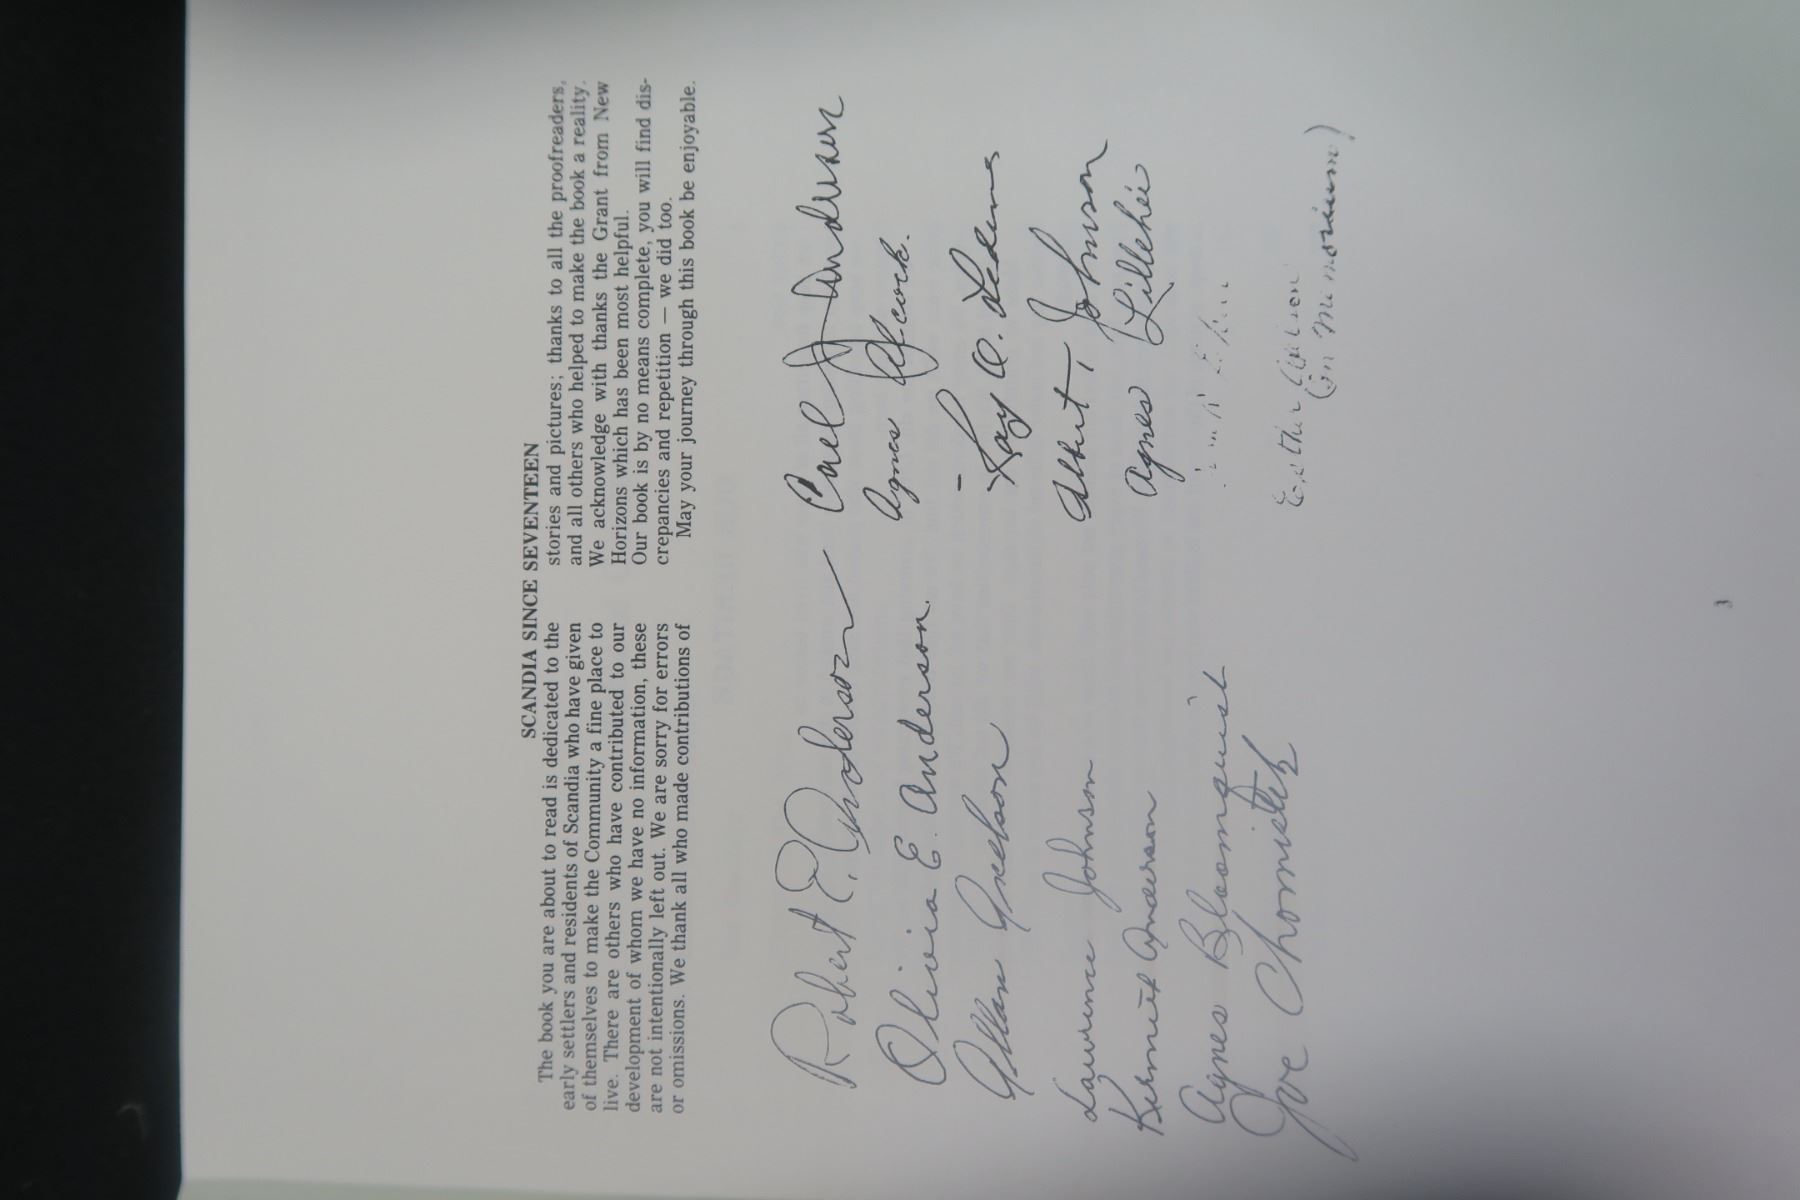 SCANDIA SINCE SEVENTEEN
The book you are about to read is dedicated to the
early settlers and residents of Scandia who have given
of themselves to make the Community a fine place to
live. There are others who have contributed to our
development of whom we have no information, these
are not intentionally left out. We are sorry for errors
or omissions. We thank all who made contributions of
stories and pictures; thanks to all the proofreaders,
and all others who helped to make the book a reality.
We acknowledge with thanks the Grant from New
Horizons which has been most helpful.
Our book is by no means complete, you will find dis-
crepancies and repetition — we did too.
May your journey through this book be enjoyable.
Robert E. Anderson
Olivia E. Anderson.
Allan
Lawrence Johnson
Kermit Anderson
Agnes Bloomquist
Joe
Carl Anderson
Agnes
Ray A.
Albert Johnson
Agnes Lillehei
Esther
(In Memorium)
3